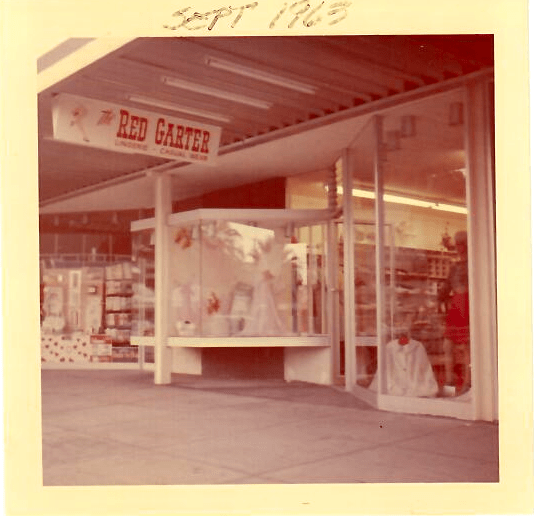 SEPT 1963
The
RED GARTER
LINGERIE - CASUAL WEAR